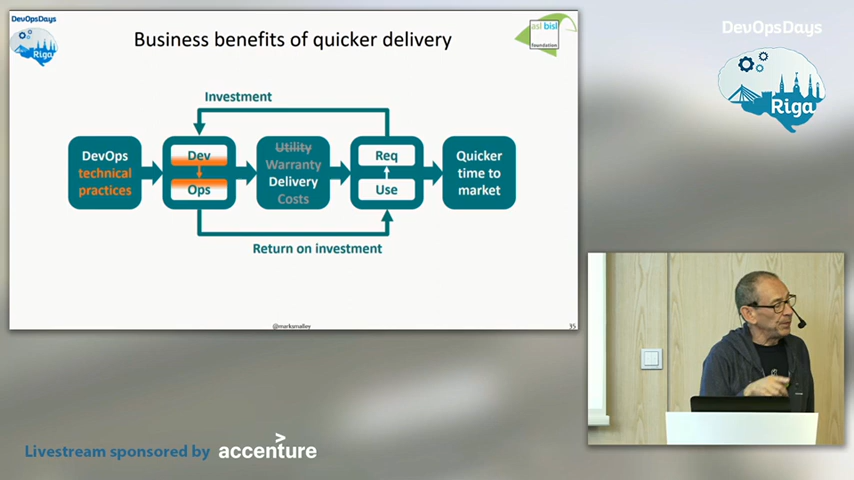 DevOpsDays
Riga
Business benefits of quicker delivery
asl bisl
foundation
Investment
DevOps
technical
practices
Dev
Ops
Utility
Warranty
Delivery
Costs
Req
Use
Quicker
time to
market
Return on investment
@marksmalley
35
DevOpsDays
Riga
Livestream sponsored by accenture